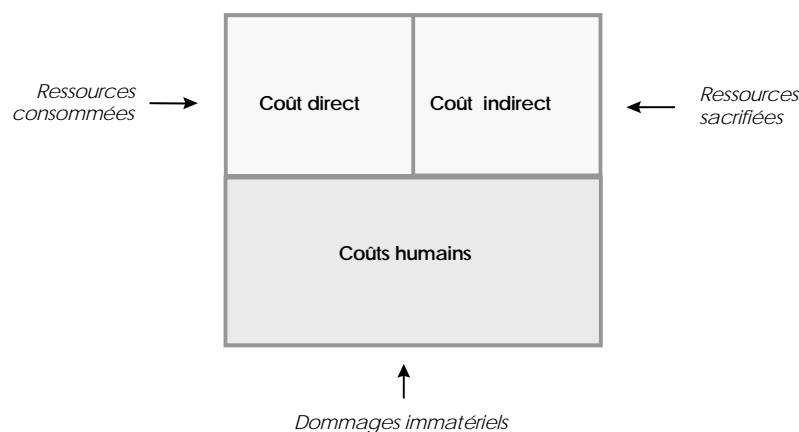 Ressources
consommées
Coût direct
Coût indirect
Ressources
sacrifiées
Coûts humains
Dommages immatériels